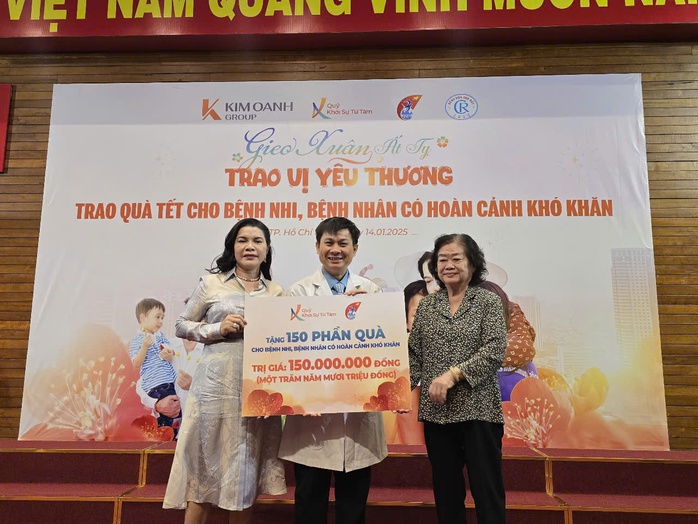 VIỆT NAM QUANG VINH MUÔN NĂM
KIM OANH
GROUP
Quỹ
Khởi Sự Từ Tâm
Gieo Xuân Ất Tỵ
TRAO VỊ YÊU THƯƠNG
TRAO QUÀ TẾT CHO BỆNH NHI, BỆNH NHÂN CÓ HOÀN CẢNH KHÓ KHĂN
TP. Hồ Chí
14.01.2025
Quỹ
Khởi Sự Từ Tâm
TẶNG 150 PHẦN QUÀ
CHO BỆNH NHI, BỆNH NHÂN CÓ HOÀN CẢNH KHÓ KHĂN
TRỊ GIÁ: 150.000.000 ĐỒNG
(MỘT TRĂM NĂM MƯƠI TRIỆU ĐỒNG)